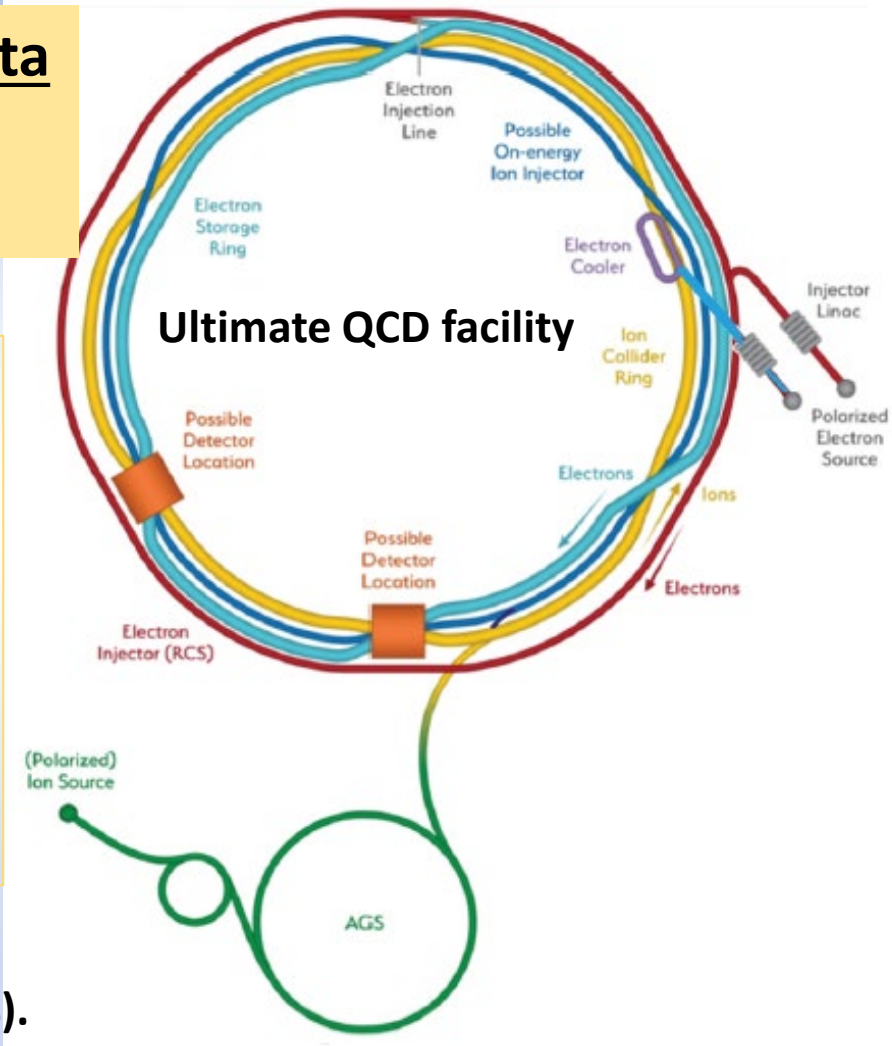 ta
Electron
Injection
Line
Possible
On-energy
Ion Injector
Electron
Storage
Ring
Electron
Cooler
Injector
Linac
Ultimate QCD facility
Ion
Collider
Ring
Polarized
Electron
Source
Possible
Detector
Location
Electrons
Ions
Possible
Detector
Location
Electrons
Electron
Injector (RCS)
(Polarized)
Ion Source
AGS
).